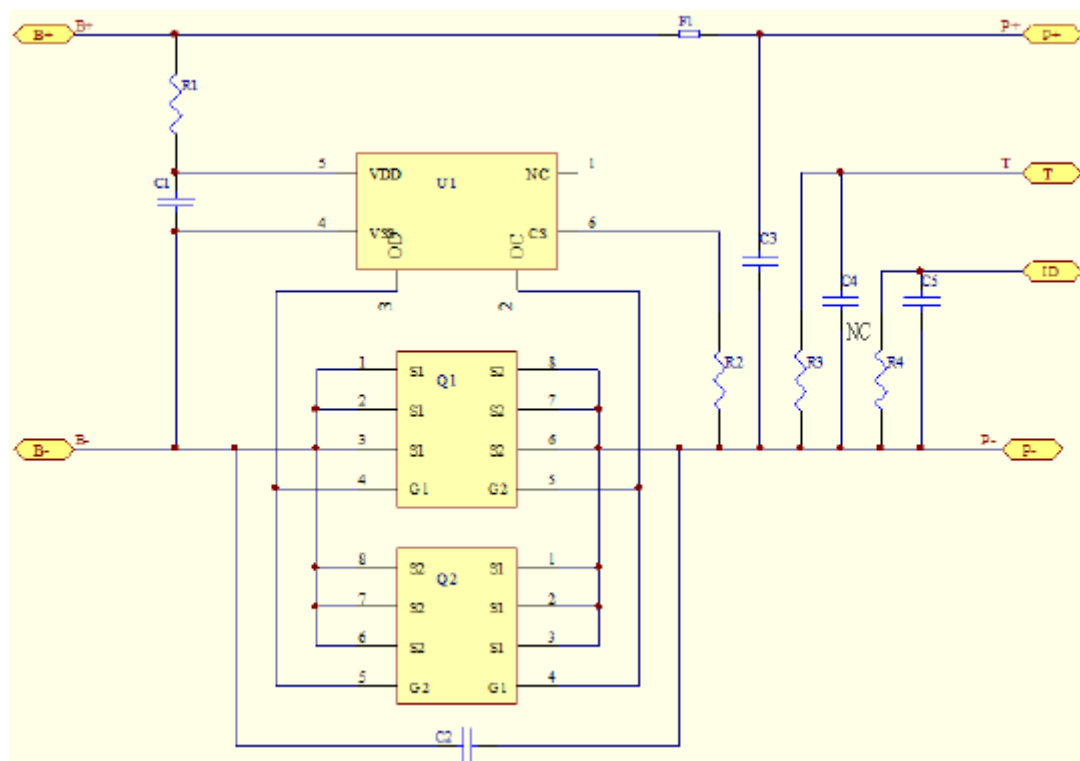 B+ B+ F1 P+ P+
R1
5 VDD U1 NC 1 T T
C1
4 VSS CS 6 C3
OD OC ID
3 2 C4 C5
NC
1 S1 Q1 S2 8 R2 R3 R4
2 S1 S2 7
B- B- 3 S1 S2 6 P- P-
4 G1 G2 5
8 S2 Q2 S1 1
7 S2 S1 2
6 S2 S1 3
5 G2 G1 4
C2